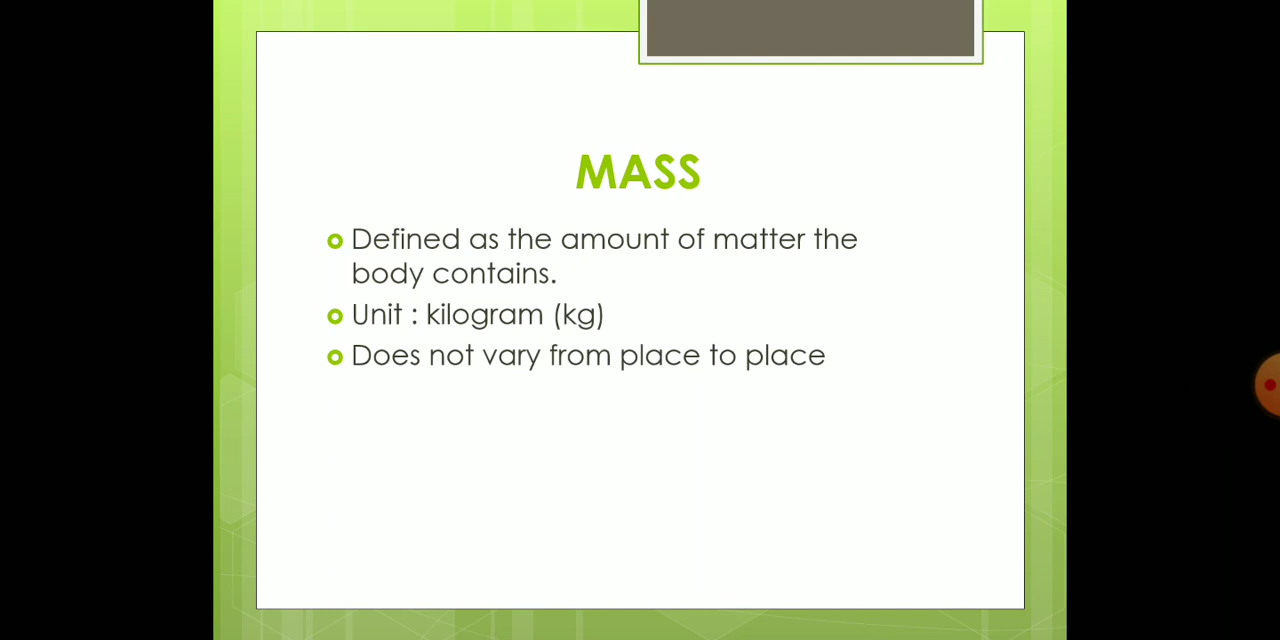 MASS
Defined as the amount of matter the
body contains.
Unit : kilogram (kg)
Does not vary from place to place